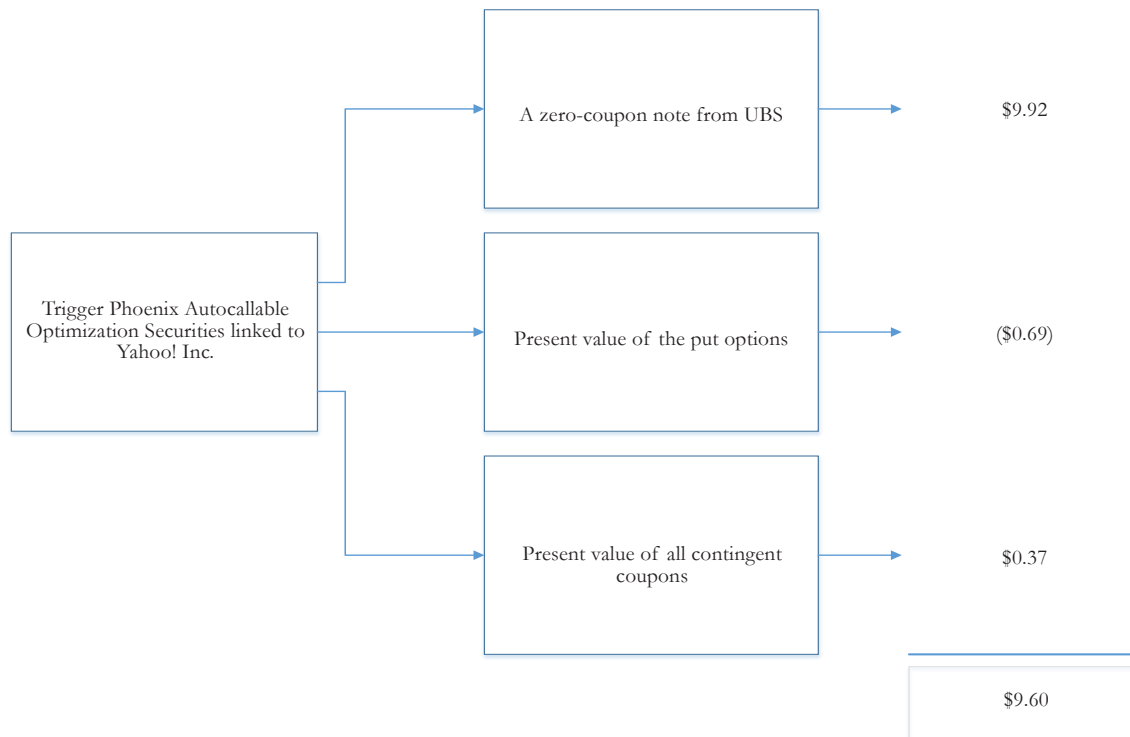 A zero-coupon note from UBS
$9.92
Trigger Phoenix Autocallable
Optimization Securities linked to
Yahoo! Inc.
Present value of the put options
($0.69)
Present value of all contingent
coupons
$0.37
$9.60